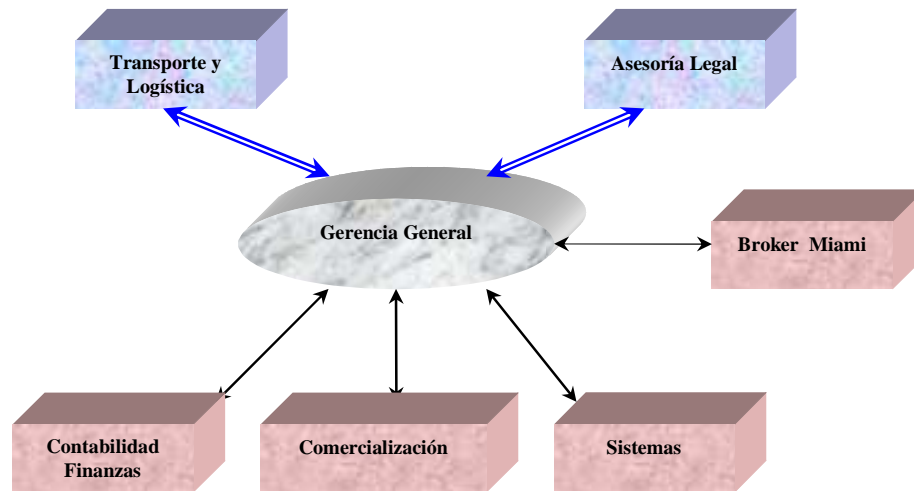 Transporte y
Logística
Asesoría Legal
Gerencia General
Broker  Miami
Contabilidad
Finanzas
Comercialización
Sistemas